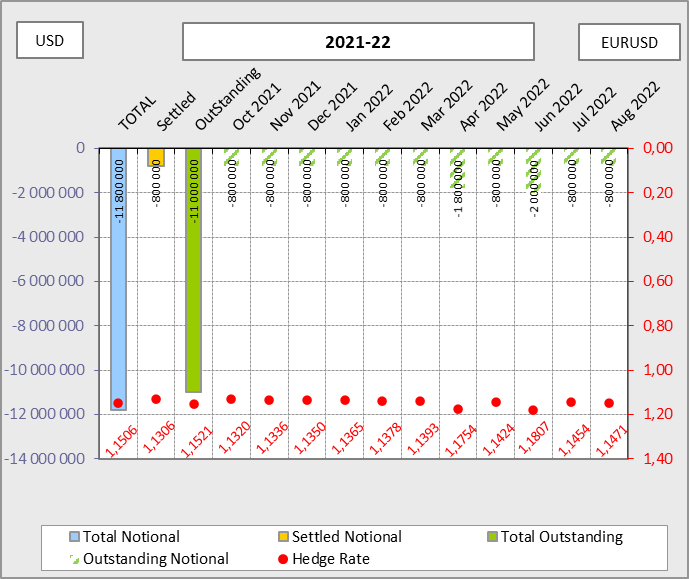 USD
2021-22
EURUSD
TOTAL
Settled
OutStanding
Oct 2021
Nov 2021
Dec 2021
Jan 2022
Feb 2022
Mar 2022
Apr 2022
May 2022
Jun 2022
Jul 2022
Aug 2022
0
-2 000 000
-4 000 000
-6 000 000
-8 000 000
-10 000 000
-12 000 000
-14 000 000
-11 800 000
-800 000
-11 000 000
-800 000
-800 000
-800 000
-800 000
-800 000
-800 000
-1 800 000
-800 000
-2 000 000
-800 000
-800 000
0,00
0,20
0,40
0,60
0,80
1,00
1,20
1,40
1,1506
1,1306
1,1521
1,1320
1,1336
1,1350
1,1365
1,1378
1,1393
1,1754
1,1424
1,1807
1,1454
1,1471
Total Notional
Settled Notional
Total Outstanding
Outstanding Notional
Hedge Rate